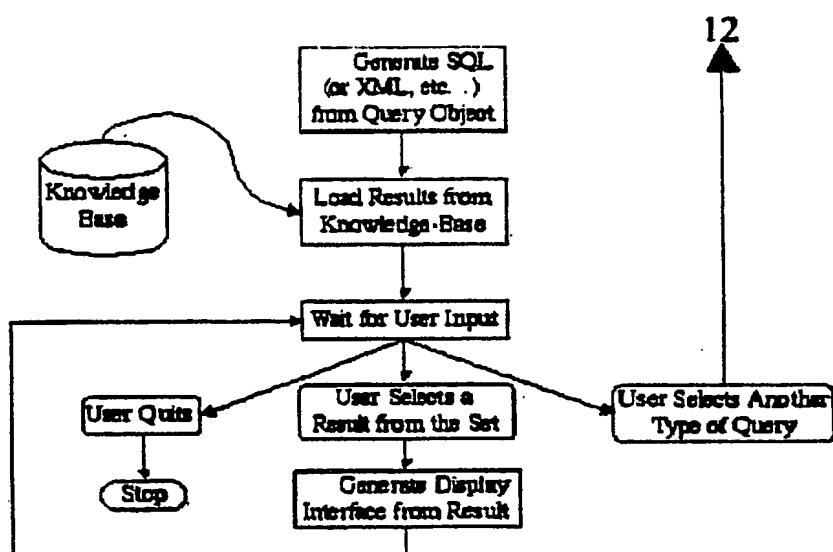 12
Generate SQL
(or XML, etc. .)
from Query Object
Knowledge
Base
Load Results from
Knowledge-Base
Wait for User Input
User Quits
User Selects a
Result from the Set
User Selects Another
Type of Query
Stop
Generate Display
Interface from Result